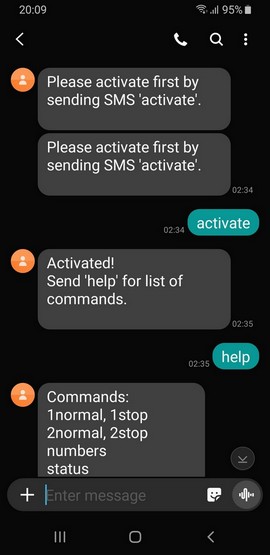 20:09
95%
Please activate first by
sending SMS 'activate'.
Please activate first by
sending SMS 'activate'.
02:34
activate
02:34
Activated!
Send 'help' for list of
commands.
02:35
help
02:35
Commands:
1normal, 1stop
2normal, 2stop
numbers
status
Enter message